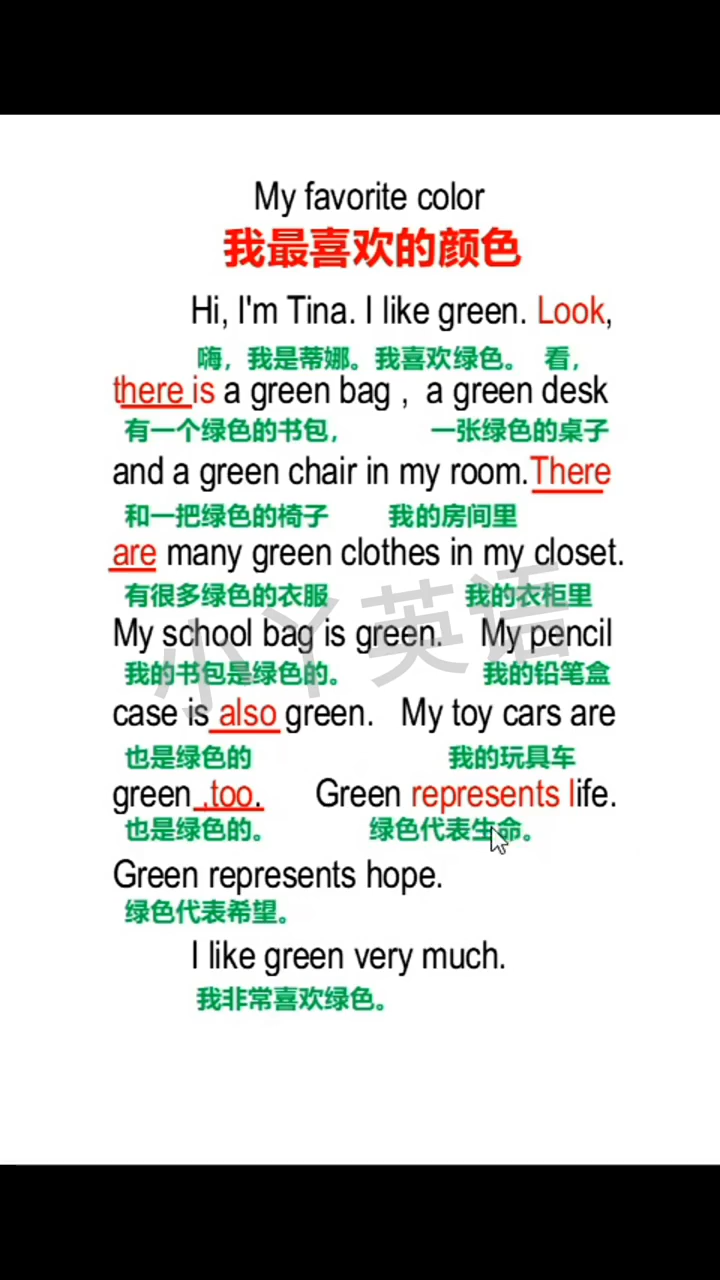 My favorite color
我最喜欢的颜色
Hi, I'm Tina. I like green. Look,
嗨，我是蒂娜。我喜欢绿色。 看，
there is a green bag , a green desk
有一个绿色的书包， 一张绿色的桌子
and a green chair in my room.There
和一把绿色的椅子 我的房间里
are many green clothes in my closet.
有很多绿色的衣服 我的衣柜里
My school bag is green. My pencil
我的书包是绿色的。 我的铅笔盒
case is also green. My toy cars are
也是绿色的 我的玩具车
green ,too. Green represents life.
也是绿色的。 绿色代表生命。
Green represents hope.
绿色代表希望。
I like green very much.
我非常喜欢绿色。
小丫英语